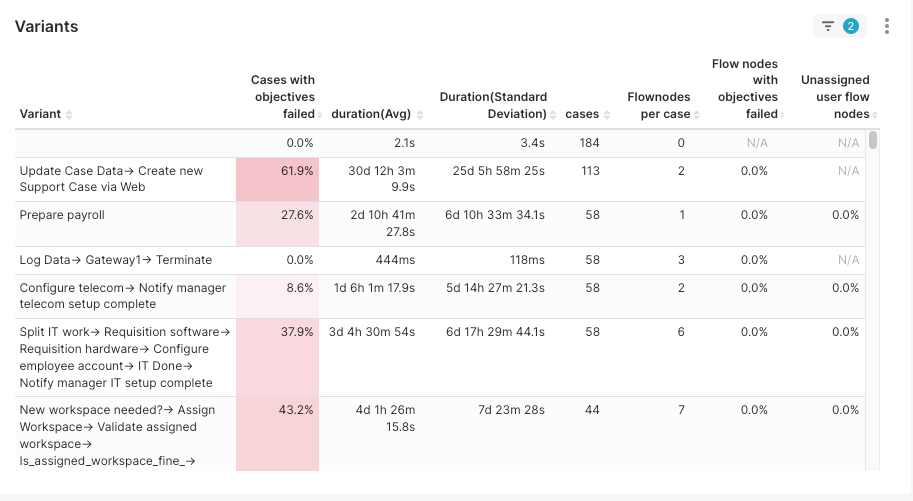 Variants
2
Flow nodes
Cases with with Unassigned
objectives Duration(Standard Flownodes objectives user flow
Variant failed duration(Avg) Deviation) cases per case failed nodes
0.0% 2.1s 3.4s 184 0 N/A N/A
Update Case Data→ Create new 61.9% 30d 12h 3m 25d 5h 58m 25s 113 2 0.0% N/A
Support Case via Web 9.9s
Prepare payroll 27.6% 2d 10h 41m 6d 10h 33m 34.1s 58 1 0.0% 0.0%
27.8s
Log Data→ Gateway1→ Terminate 0.0% 444ms 118ms 58 3 0.0% N/A
Configure telecom→ Notify manager 8.6% 1d 6h 1m 17.9s 5d 14h 27m 21.3s 58 2 0.0% 0.0%
telecom setup complete
Split IT work→ Requisition software→ 37.9% 3d 4h 30m 54s 6d 17h 29m 44.1s 58 6 0.0% 0.0%
Requisition hardware→ Configure
employee account→ IT Done→
Notify manager IT setup complete
New workspace needed?→ Assign 43.2% 4d 1h 26m 7d 23m 28s 44 7 0.0% 0.0%
Workspace→ Validate assigned 15.8s
workspace→
Is_assigned_workspace_fine_→